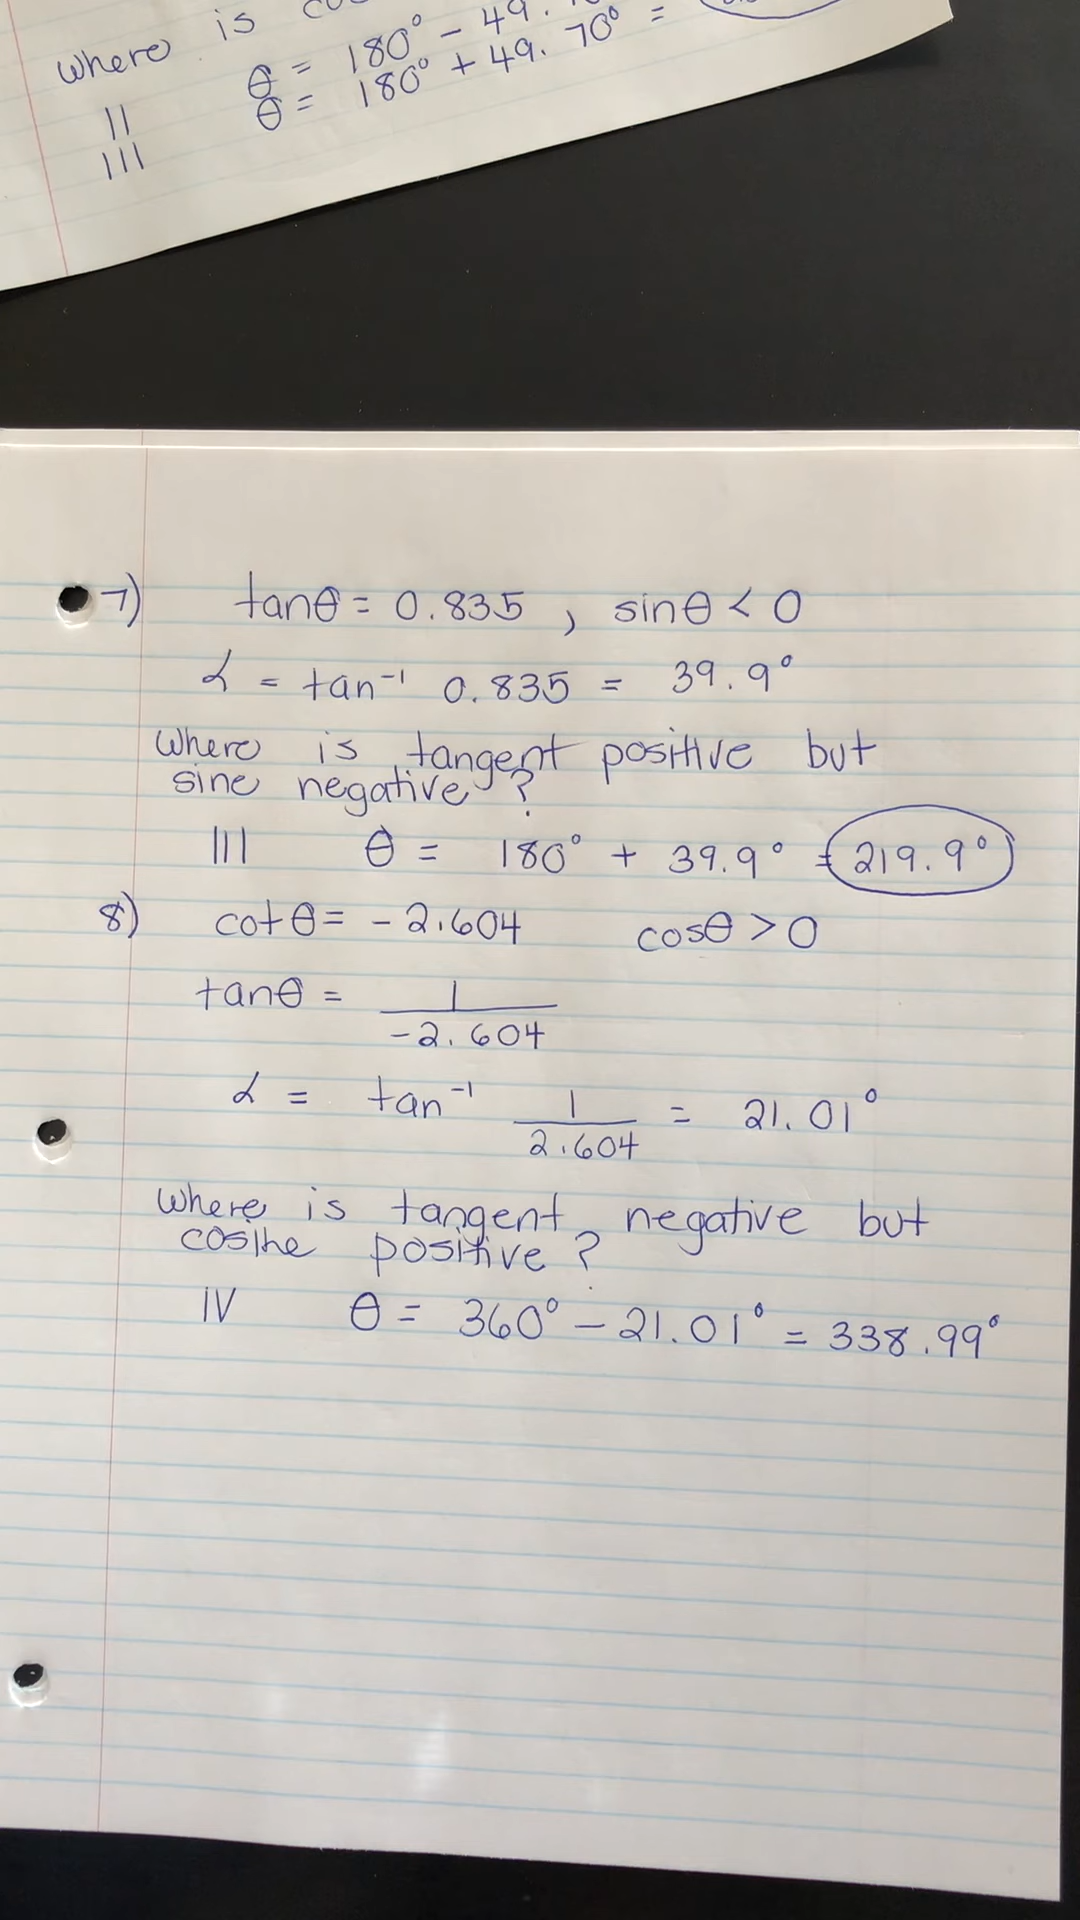 where is
II θ = 180° - 49.
III θ = 180° + 49.70° =
7) tanθ = 0.835 , sinθ < 0
α = tan⁻¹ 0.835 = 39.9°
Where is tangent positive but
sine negative?
III θ = 180° + 39.9° = 219.9°
8) cotθ = -2.604 cosθ > 0
tanθ = 1
-2.604
α = tan⁻¹ 1 = 21.01°
2.604
where is tangent negative but
cosine positive?
IV θ = 360° - 21.01° = 338.99°